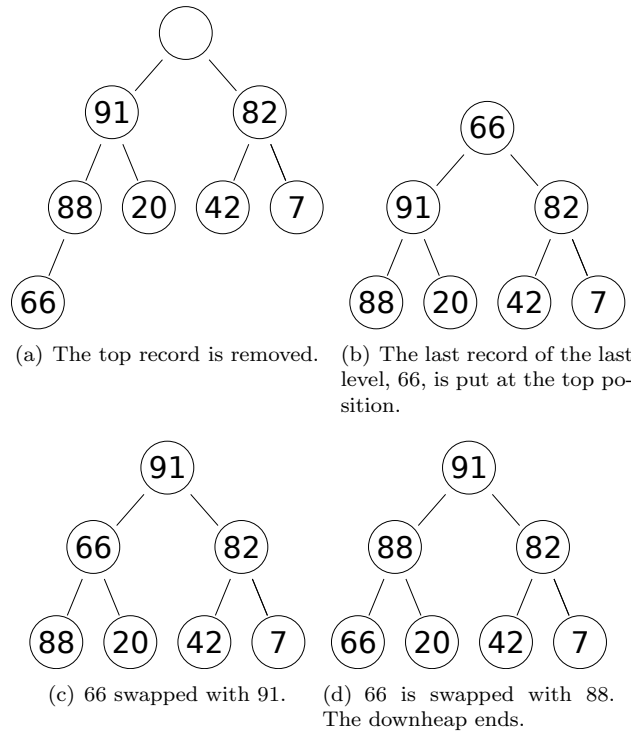 91 82
88 20 42 7
66
(a) The top record is removed.
66
91 82
88 20 42 7
(b) The last record of the last
level, 66, is put at the top po-
sition.
91
66 82
88 20 42 7
(c) 66 swapped with 91.
91
88 82
66 20 42 7
(d) 66 is swapped with 88.
The downheap ends.